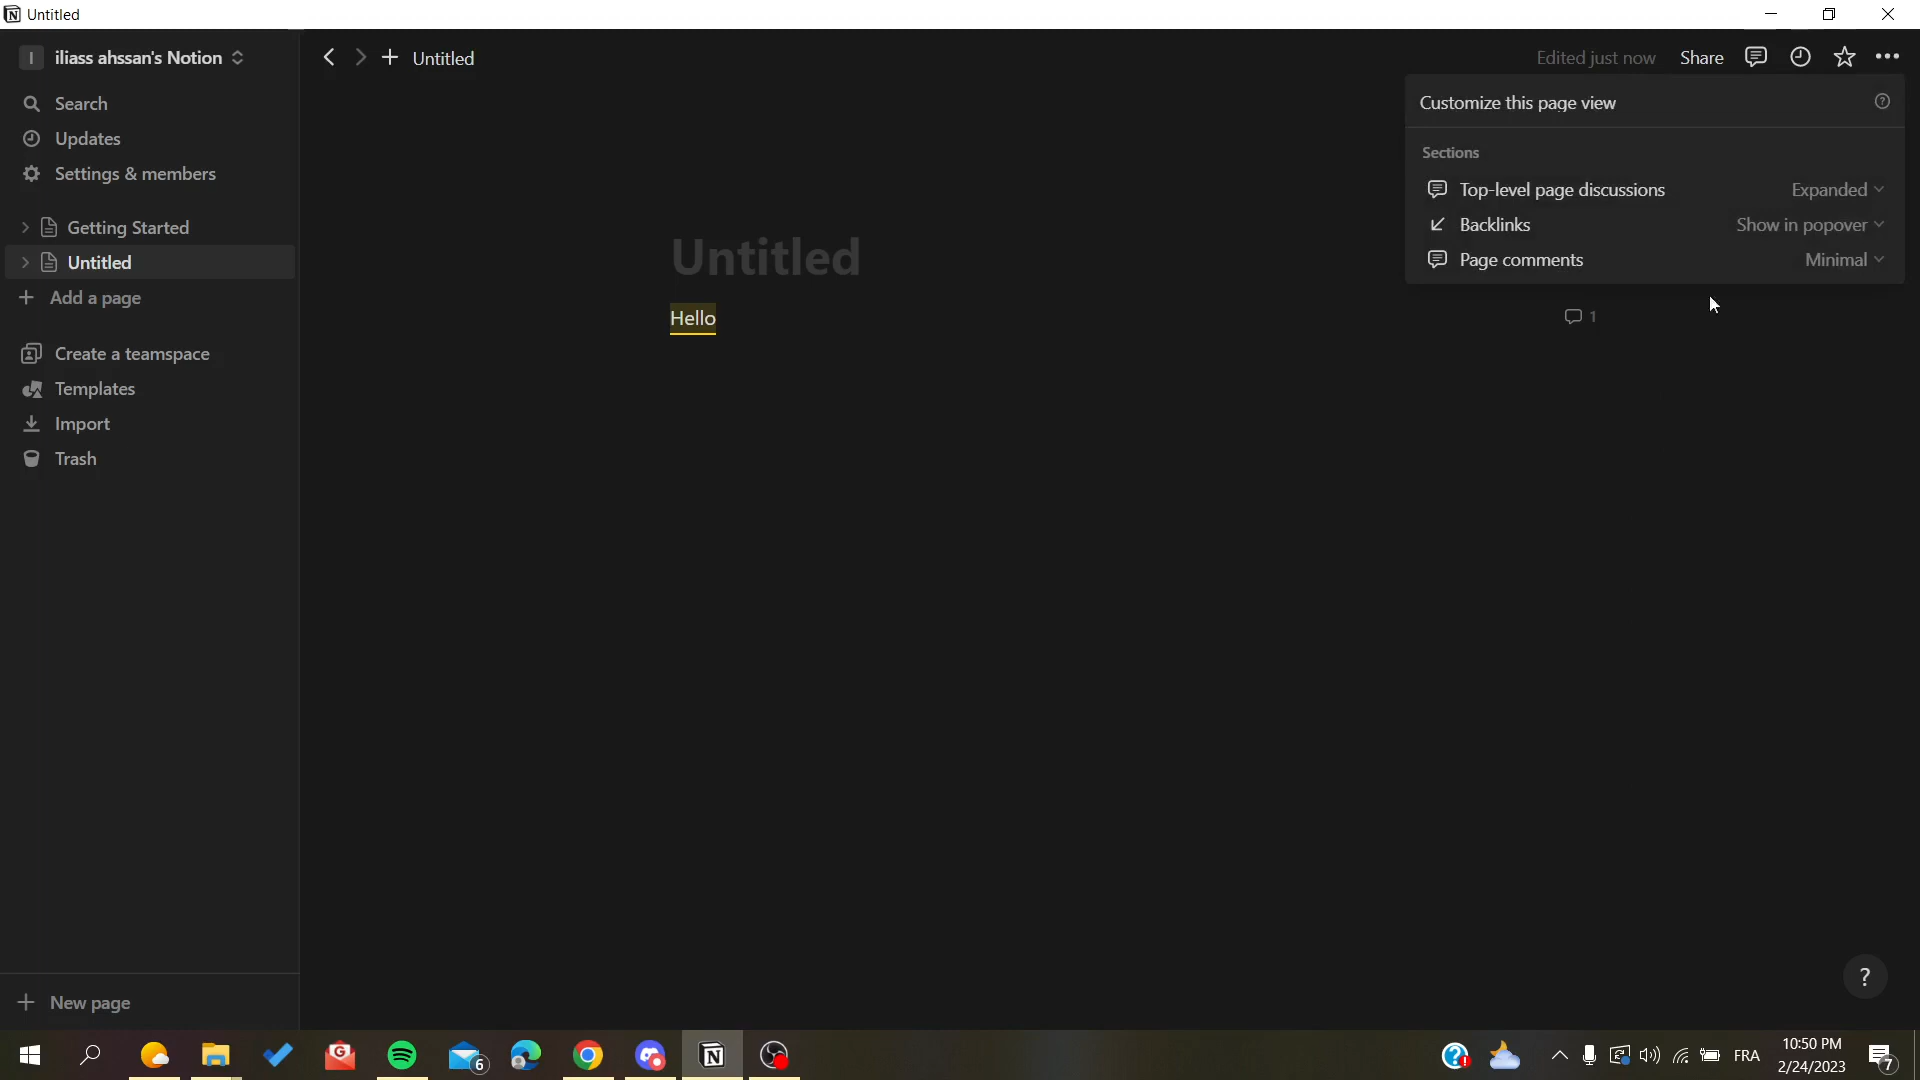 Untitled
I iliass ahssan's Notion
Untitled
Edited just now
Share
Customize this page view
Search
Updates
Settings & members
Sections
Top-level page discussions Expanded
Backlinks Show in popover
Page comments Minimal
Getting Started
Untitled
Add a page
Untitled
Hello
1
Create a teamspace
Templates
Import
Trash
?
New page
6
FRA
10:50 PM
2/24/2023
7